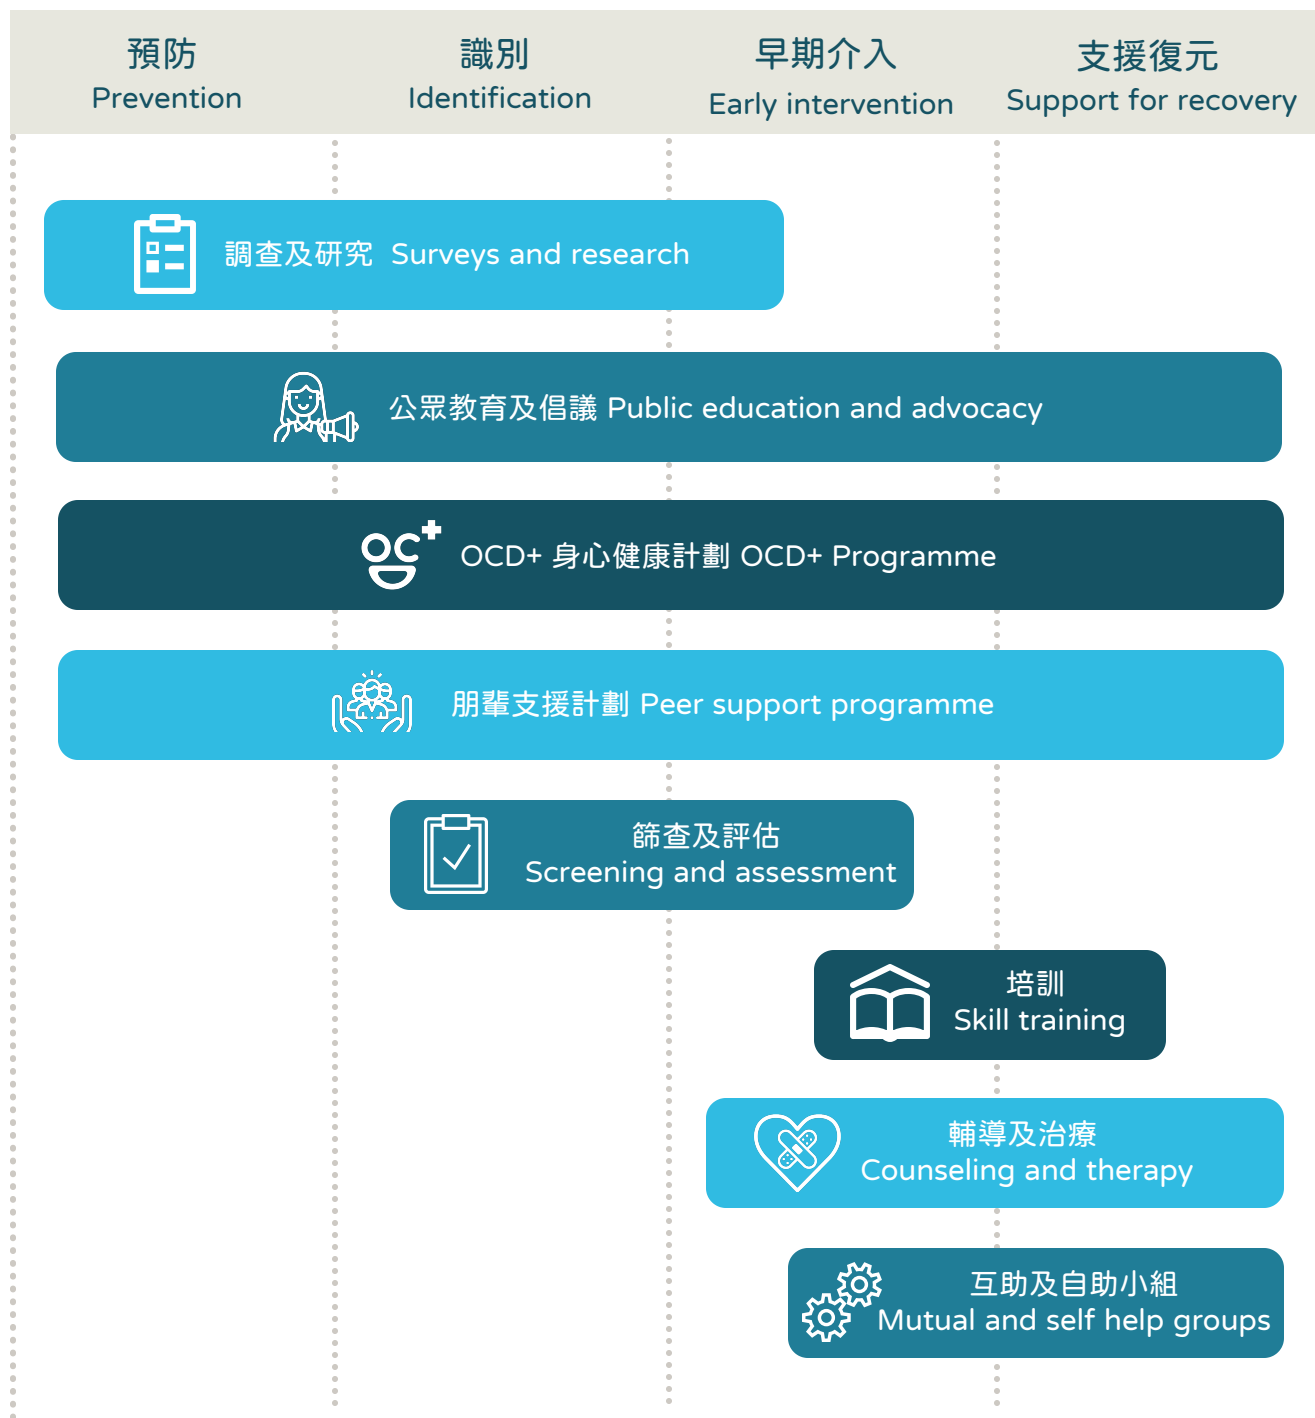 預防
Prevention
識別
Identification
早期介入
Early intervention
支援復元
Support for recovery
調查及研究 Surveys and research
公眾教育及倡議 Public education and advocacy
OCD+ 身心健康計劃 OCD+ Programme
朋輩支援計劃 Peer support programme
篩查及評估
Screening and assessment
培訓
Skill training
輔導及治療
Counseling and therapy
互助及自助小組
Mutual and self help groups